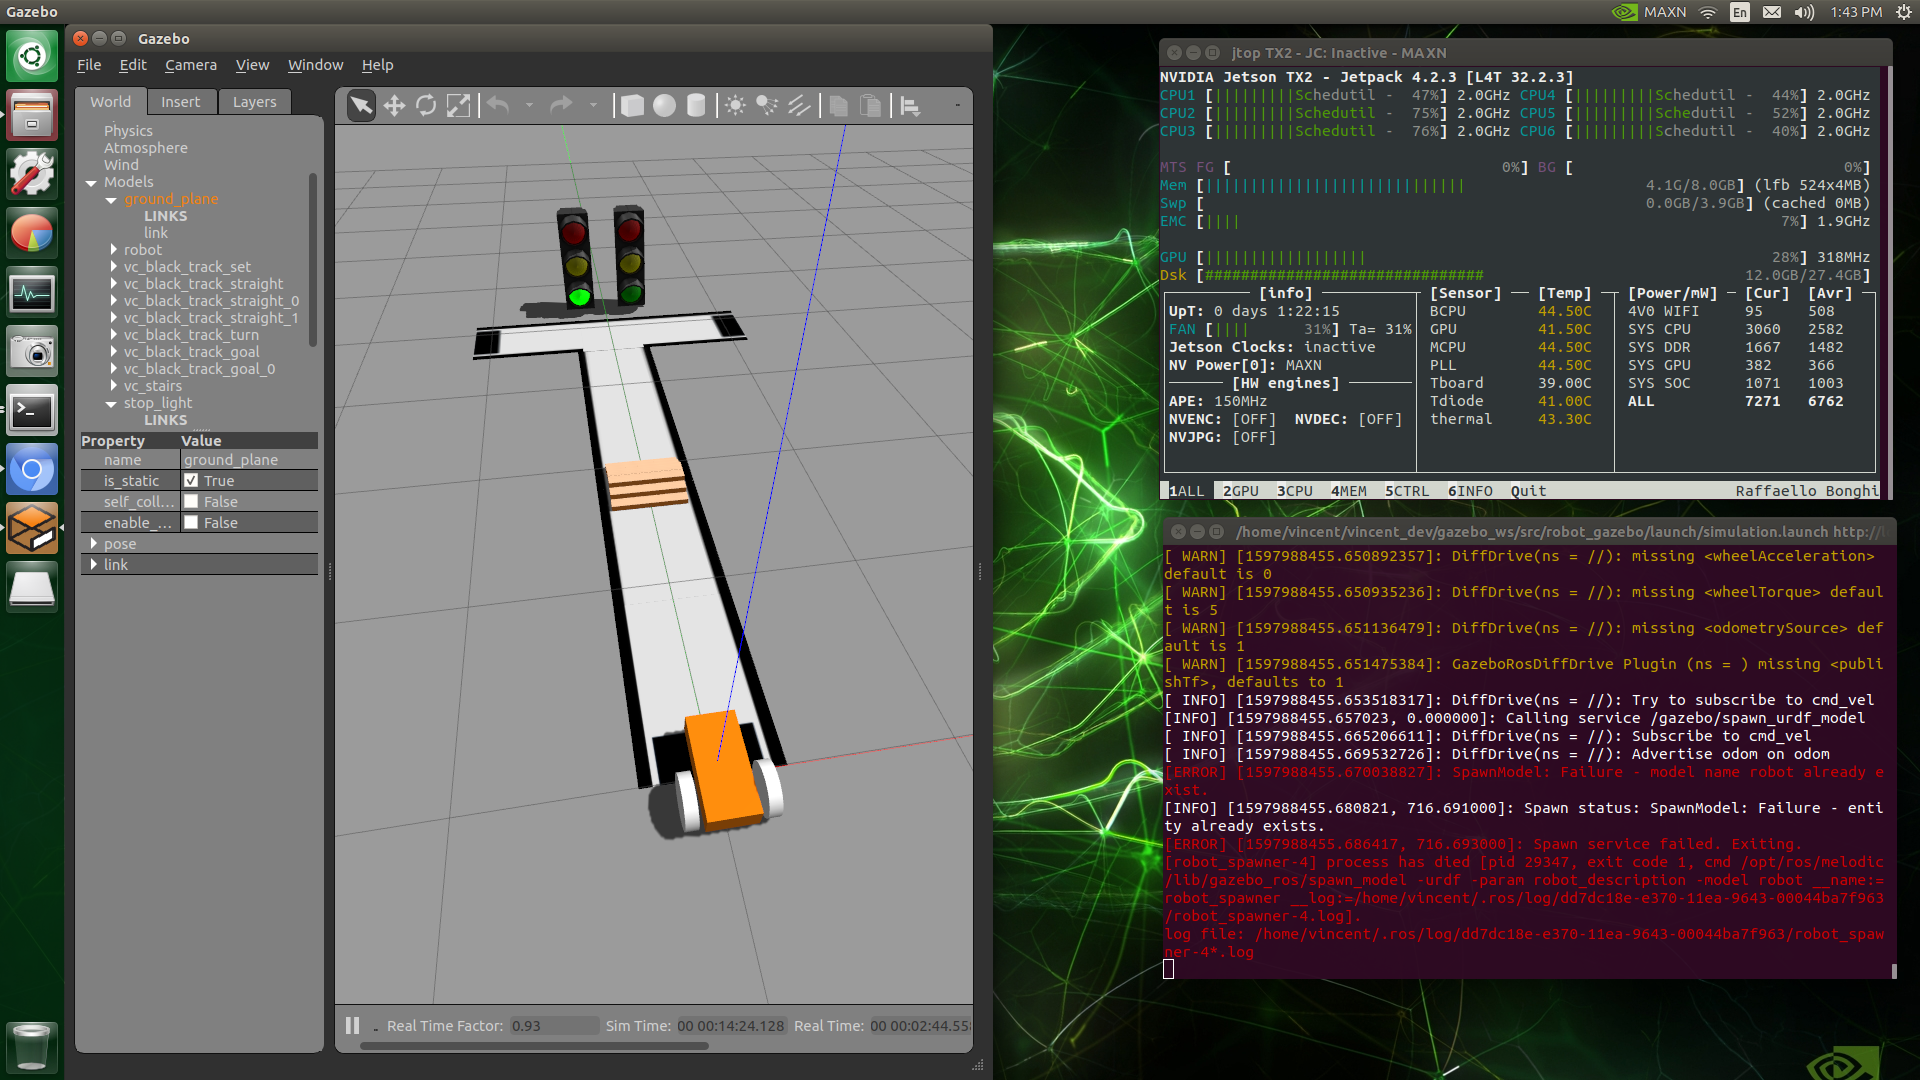 Gazebo
MAXN
En
1:43 PM
Gazebo
File Edit Camera View Window Help
World Insert Layers
Physics
Atmosphere
Wind
Models
ground_plane
LINKS
link
robot
vc_black_track_set
vc_black_track_straight
vc_black_track_straight_0
vc_black_track_straight_1
vc_black_track_turn
vc_black_track_goal
vc_black_track_goal_0
vc_stairs
stop_light
LINKS
Property Value
name ground_plane
is_static True
self_coll... False
enable_... False
pose
link
Real Time Factor: 0.93 Sim Time: 00 00:14:24.128 Real Time: 00 00:02:44.55
jtop TX2 - JC: Inactive - MAXN
NVIDIA Jetson TX2 - Jetpack 4.2.3 [L4T 32.2.3]
CPU1 [|||||||||Schedutil - 47%] 2.0GHz CPU4 [|||||||||Schedutil - 44%] 2.0GHz
CPU2 [|||||||||Schedutil - 75%] 2.0GHz CPU5 [|||||||||Schedutil - 52%] 2.0GHz
CPU3 [|||||||||Schedutil - 76%] 2.0GHz CPU6 [|||||||||Schedutil - 40%] 2.0GHz
MTS FG [ 0%] BG [ 0%]
Mem [||||||||||||||||||||||||||||| 4.1G/8.0GB] (lfb 524x4MB)
Swp [ 0.0GB/3.9GB] (cached 0MB)
EMC [|||| 7%] 1.9GHz
GPU [|||||||||||||||||| 28%] 318MHz
Dsk [############################### 12.0GB/27.4GB]
[info] [Sensor] [Temp] [Power/mW] [Cur] [Avr]
UpT: 0 days 1:22:15 BCPU 44.50C 4V0 WIFI 95 508
FAN [|||| 31%] Ta= 31% GPU 41.50C SYS CPU 3060 2582
Jetson Clocks: inactive MCPU 44.50C SYS DDR 1667 1482
NV Power[0]: MAXN PLL 44.50C SYS GPU 382 366
[HW engines] Tboard 39.00C SYS SOC 1071 1003
APE: 150MHz Tdiode 41.00C ALL 7271 6762
NVENC: [OFF] NVDEC: [OFF] thermal 43.30C
NVJPG: [OFF]
1ALL 2GPU 3CPU 4MEM 5CTRL 6INFO Quit Raffaello Bonghi
/home/vincent/vincent_dev/gazebo_ws/src/robot_gazebo/launch/simulation.launch http://
[ WARN] [1597988455.650892357]: DiffDrive(ns = //): missing <wheelAcceleration>
default is 0
[ WARN] [1597988455.650935236]: DiffDrive(ns = //): missing <wheelTorque> defaul
t is 5
[ WARN] [1597988455.651136479]: DiffDrive(ns = //): missing <odometrySource> def
ault is 1
[ WARN] [1597988455.651475384]: GazeboRosDiffDrive Plugin (ns = ) missing <publi
shTf>, defaults to 1
[ INFO] [1597988455.653518317]: DiffDrive(ns = //): Try to subscribe to cmd_vel
[INFO] [1597988455.657023, 0.000000]: Calling service /gazebo/spawn_urdf_model
[ INFO] [1597988455.665206611]: DiffDrive(ns = //): Subscribe to cmd_vel
[ INFO] [1597988455.669532726]: DiffDrive(ns = //): Advertise odom on odom
[ERROR] [1597988455.670038827]: SpawnModel: Failure - model name robot already e
xist.
[INFO] [1597988455.680821, 716.691000]: Spawn status: SpawnModel: Failure - enti
ty already exists.
[ERROR] [1597988455.686417, 716.693000]: Spawn service failed. Exiting.
[robot_spawner-4] process has died [pid 29347, exit code 1, cmd /opt/ros/melodic
/lib/gazebo_ros/spawn_model -urdf -param robot_description -model robot __name:=
robot_spawner __log:=/home/vincent/.ros/log/dd7dc18e-e370-11ea-9643-00044ba7f963
/robot_spawner-4.log].
log file: /home/vincent/.ros/log/dd7dc18e-e370-11ea-9643-00044ba7f963/robot_spaw
ner-4*.log